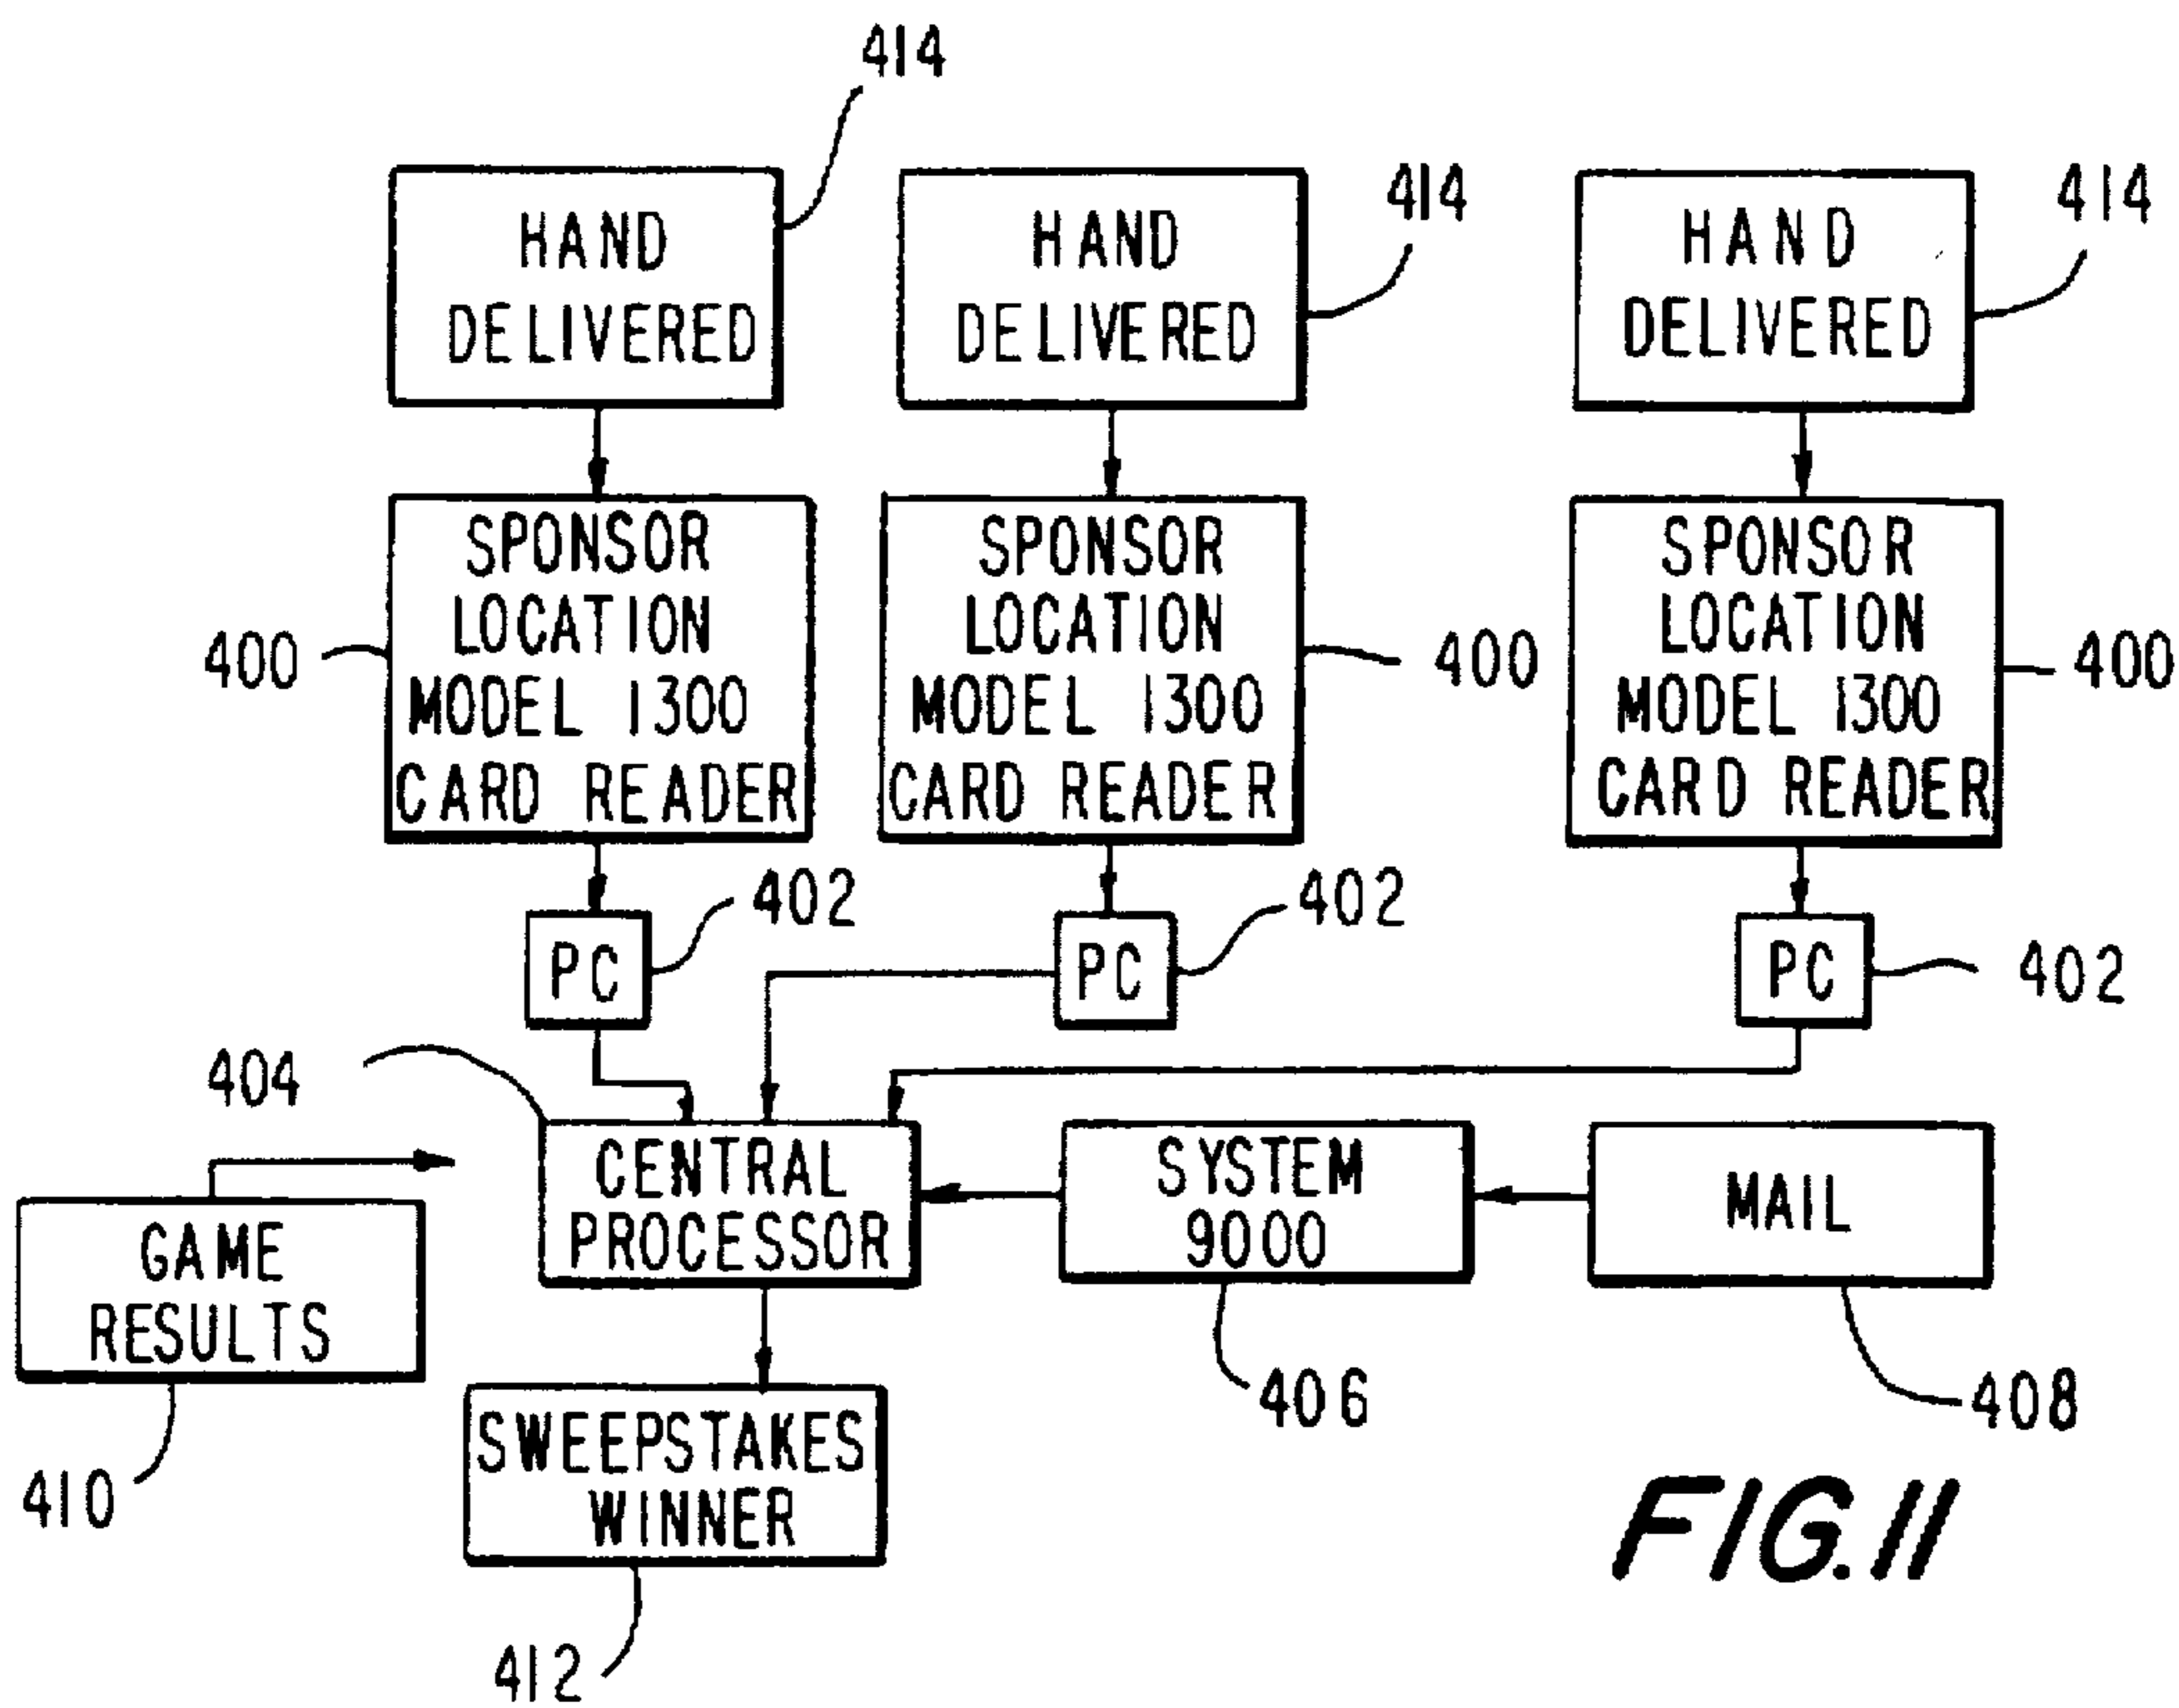 414
HAND
DELIVERED
414
HAND
DELIVERED
414
HAND
DELIVERED
400
SPONSOR
LOCATION
MODEL 1300
CARD READER
400
SPONSOR
LOCATION
MODEL 1300
CARD READER
400
SPONSOR
LOCATION
MODEL 1300
CARD READER
PC
402
PC
402
PC
402
404
CENTRAL
PROCESSOR
SYSTEM
9000
MAIL
GAME
RESULTS
406
408
410
SWEEPSTAKES
WINNER
412
FIG. 11